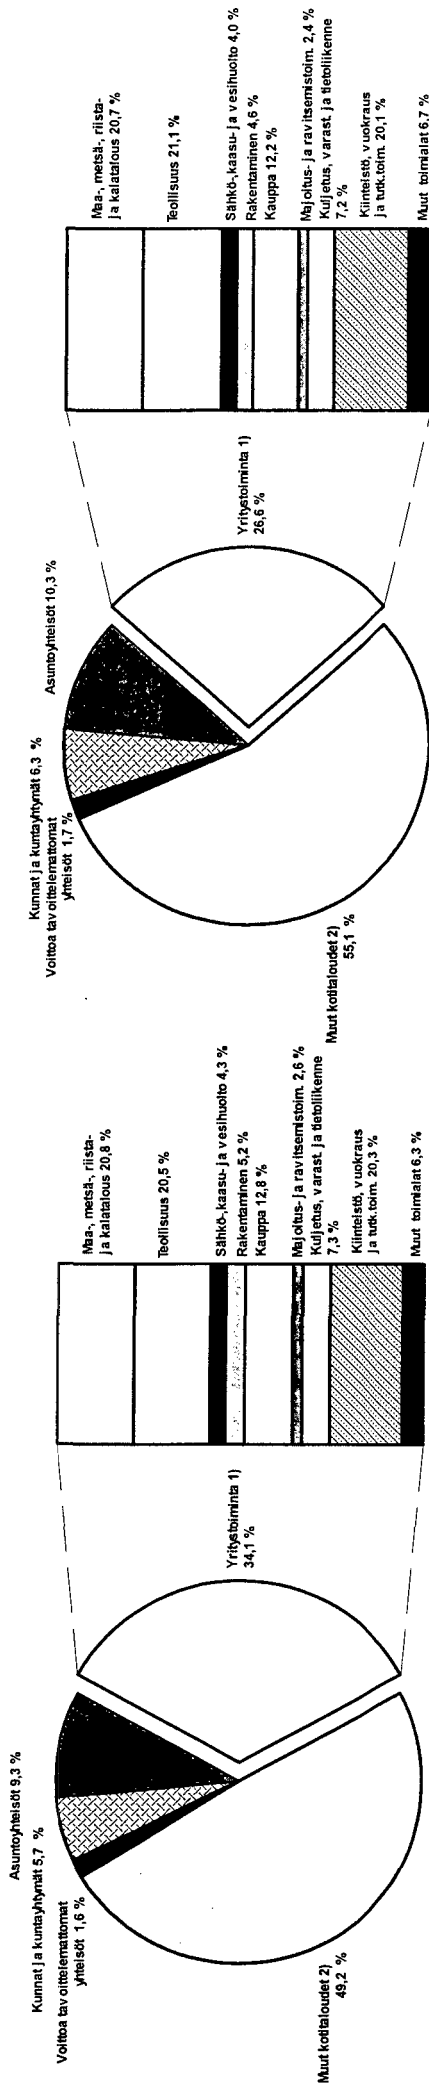 Asuntoyhteisöt 9,3 %
Kunnat ja kuntayhtymät 5,7 %
Voittoa tavoittelemattomat
yhteisöt 1,6 %
Muut kotitaloudet 2)
49,2 %
Yritystoiminta 1)
34,1 %
Maa-, metsä-, riista-
ja kalatalous 20,8 %
Teollisuus 20,5 %
Sähkö-,kaasu- ja vesihuolto 4,3 %
Rakentaminen 5,2 %
Kauppa 12,8 %
Majoitus- ja ravitsemistoim. 2,6 %
Kuljetus, varast. ja tietoliikenne
7,3 %
Kiinteistö, vuokraus
ja tutk.toim. 20,3 %
Muut toimialat 6,3 %
Asuntoyhteisöt 10,3 %
Kunnat ja kuntayhtymät 6,3 %
Voittoa tavoittelemattomat
yhteisöt 1,7 %
Muut kotitaloudet 2)
55,1 %
Yritystoiminta 1)
26,6 %
Maa-, metsä-, riista-
ja kalatalous 20,7 %
Teollisuus 21,1 %
Sähkö-,kaasu- ja vesihuolto 4,0 %
Rakentaminen 4,6 %
Kauppa 12,2 %
Majoitus- ja ravitsemistoim. 2,4 %
Kuljetus, varast. ja tietoliikenne
7,2 %
Kiinteistö, vuokraus
ja tutk.toim. 20,1 %
Muut toimialat 6,7 %